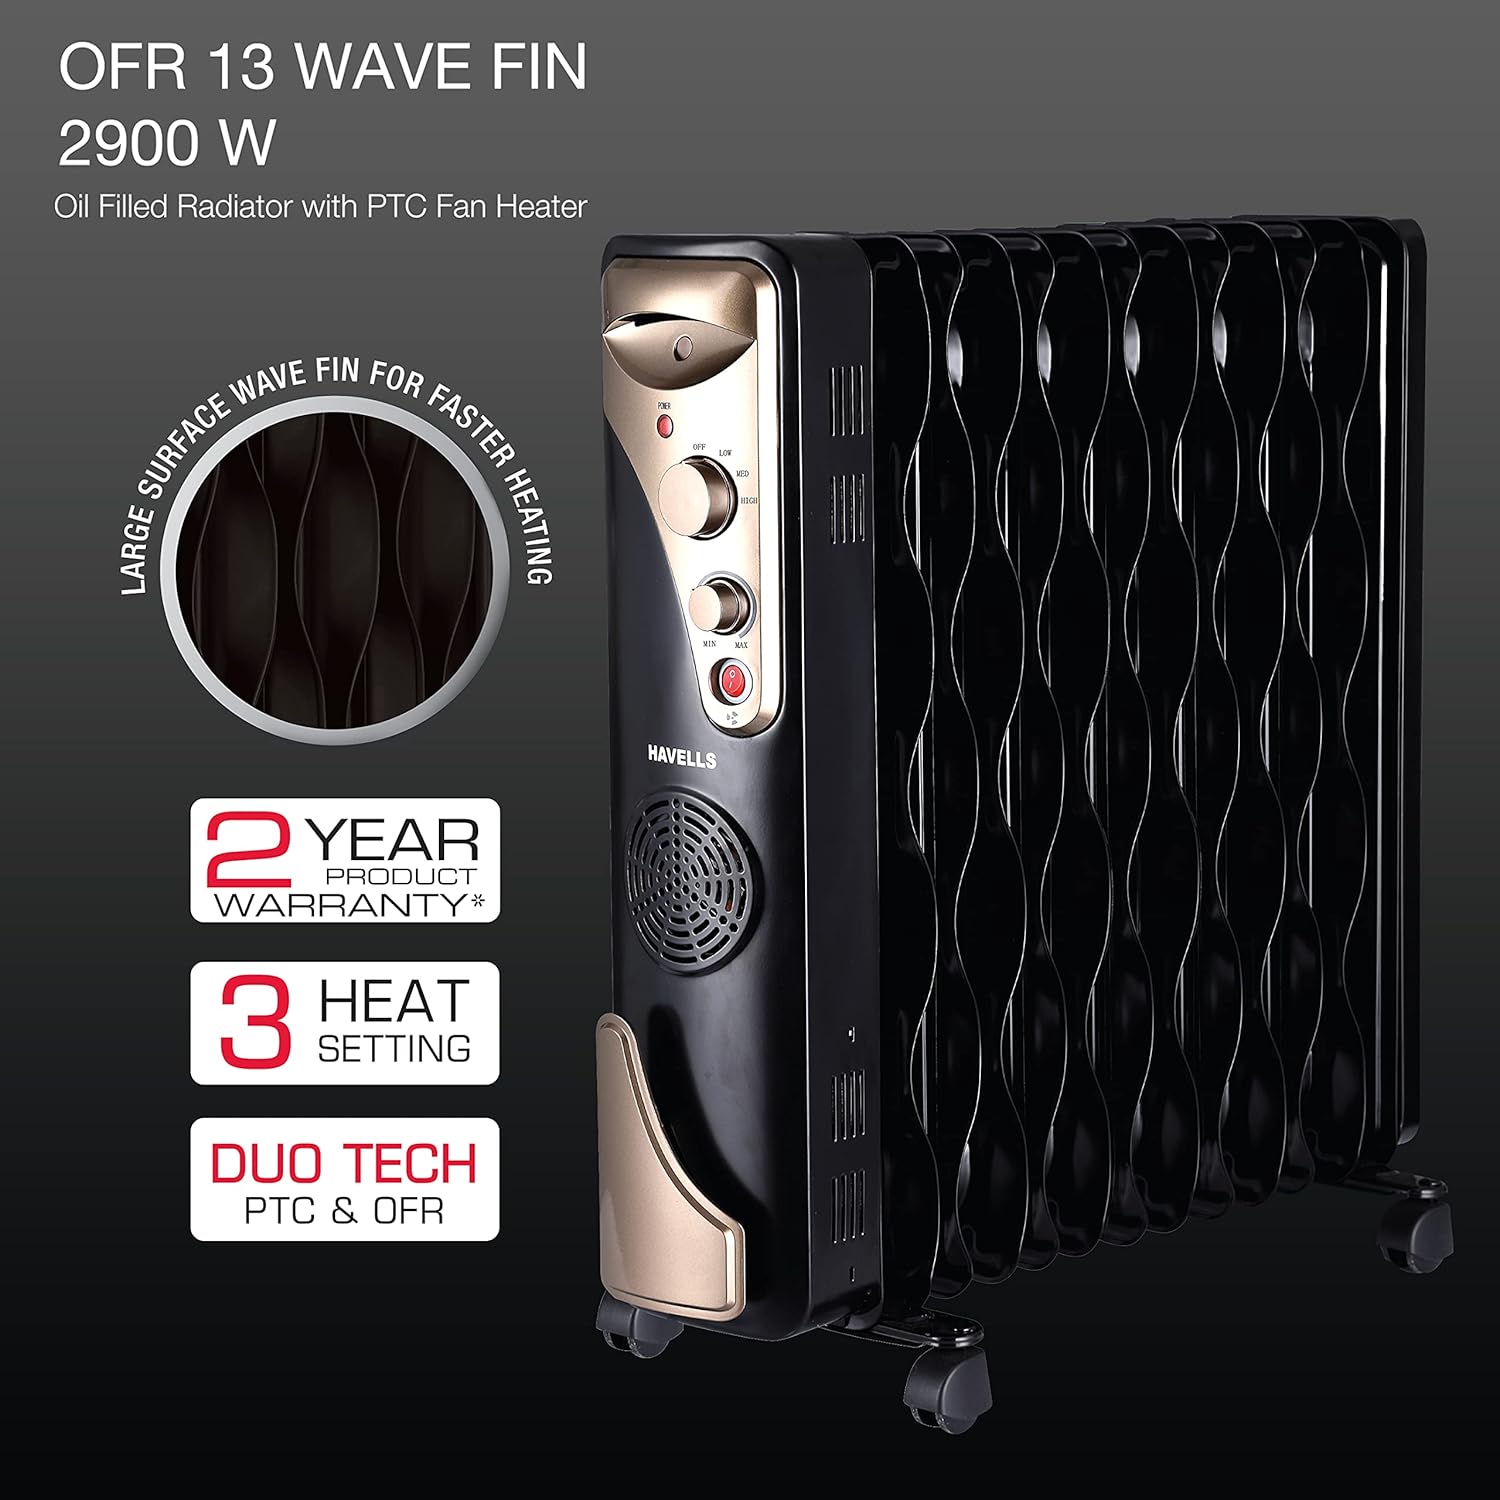 OFR 13 WAVE FIN
2900 W
Oil Filled Radiator with PTC Fan Heater
LARGE SURFACE WAVE FIN FOR FASTER HEATING
2 YEAR
PRODUCT
WARRANTY*
3 HEAT
SETTING
DUO TECH
PTC & OFR
POWER
OFF
LOW
MED
HIGH
MIN
MAX
O
I
HAVELLS